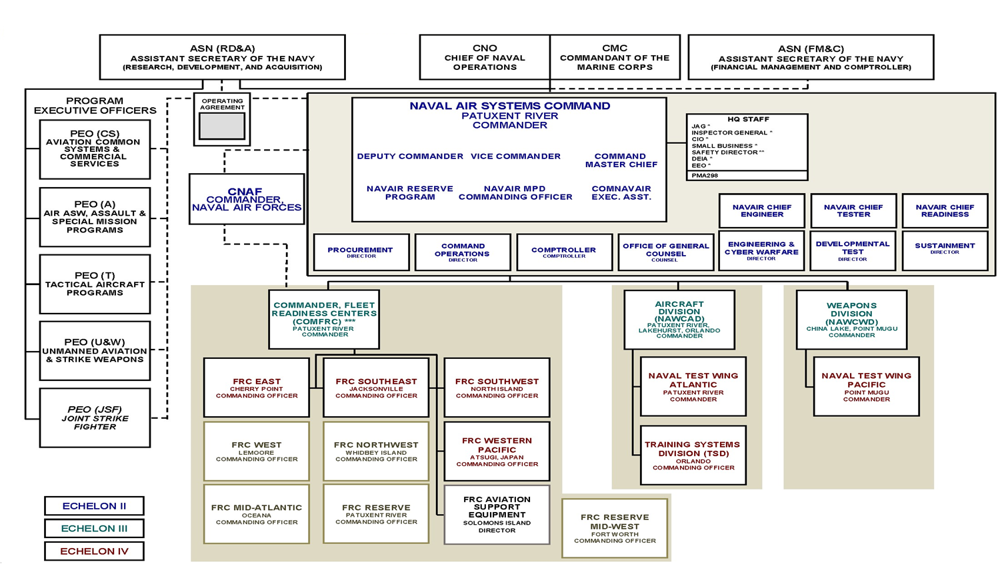 ASN (RD&A)
ASSISTANT SECRETARY OF THE NAVY
(RESEARCH, DEVELOPMENT, AND ACQUISITION)
CNO
CHIEF OF NAVAL
OPERATIONS
CMC
COMMANDANT OF THE
MARINE CORPS
ASN (FM&C)
ASSISTANT SECRETARY OF THE NAVY
(FINANCIAL MANAGEMENT AND COMPTROLLER)
PROGRAM
EXECUTIVE OFFICERS
PEO (CS)
AVIATION COMMON
SYSTEMS &
COMMERCIAL
SERVICES
PEO (A)
AIR ASW, ASSAULT &
SPECIAL MISSION
PROGRAMS
PEO (T)
TACTICAL AIRCRAFT
PROGRAMS
PEO (U&W)
UNMANNED AVIATION
& STRIKE WEAPONS
PEO (JSF)
JOINT STRIKE
FIGHTER
OPERATING
AGREEMENT
CNAF
COMMANDER,
NAVAL AIR FORCES
NAVAL AIR SYSTEMS COMMAND
PATUXENT RIVER
COMMANDER
DEPUTY COMMANDER
VICE COMMANDER
COMMAND
MASTER CHIEF
NAVAIR RESERVE
PROGRAM
NAVAIR MPD
COMMANDING OFFICER
COMNAVAIR
EXEC. ASST.
HQ STAFF
JAG *
INSPECTOR GENERAL *
CIO *
SMALL BUSINESS *
SAFETY DIRECTOR **
DEIA *
EEO *
PMA298
NAVAIR CHIEF
ENGINEER
NAVAIR CHIEF
TESTER
NAVAIR CHIEF
READINESS
PROCUREMENT
DIRECTOR
COMMAND
OPERATIONS
DIRECTOR
COMPTROLLER
COMPTROLLER
OFFICE OF GENERAL
COUNSEL
COUNSEL
ENGINEERING &
CYBER WARFARE
DIRECTOR
DEVELOPMENTAL
TEST
DIRECTOR
SUSTAINMENT
DIRECTOR
COMMANDER, FLEET
READINESS CENTERS
(COMFRC) ***
PATUXENT RIVER
COMMANDER
FRC EAST
CHERRY POINT
COMMANDING OFFICER
FRC SOUTHEAST
JACKSONVILLE
COMMANDING OFFICER
FRC SOUTHWEST
NORTH ISLAND
COMMANDING OFFICER
FRC WEST
LEMOORE
COMMANDING OFFICER
FRC NORTHWEST
WHIDBEY ISLAND
COMMANDING OFFICER
FRC WESTERN
PACIFIC
ATSUGI, JAPAN
COMMANDING OFFICER
FRC MID-ATLANTIC
OCEANA
COMMANDING OFFICER
FRC RESERVE
PATUXENT RIVER
COMMANDING OFFICER
FRC AVIATION
SUPPORT
EQUIPMENT
SOLOMONS ISLAND
DIRECTOR
FRC RESERVE
MID-WEST
FORT WORTH
COMMANDING OFFICER
AIRCRAFT
DIVISION
(NAWCAD)
PATUXENT RIVER,
LAKEHURST, ORLANDO
COMMANDER
NAVAL TEST WING
ATLANTIC
PATUXENT RIVER
COMMANDER
TRAINING SYSTEMS
DIVISION (TSD)
ORLANDO
COMMANDING OFFICER
WEAPONS
DIVISION
(NAWCWD)
CHINA LAKE, POINT MUGU
COMMANDER
NAVAL TEST WING
PACIFIC
POINT MUGU
COMMANDER
ECHELON II
ECHELON III
ECHELON IV